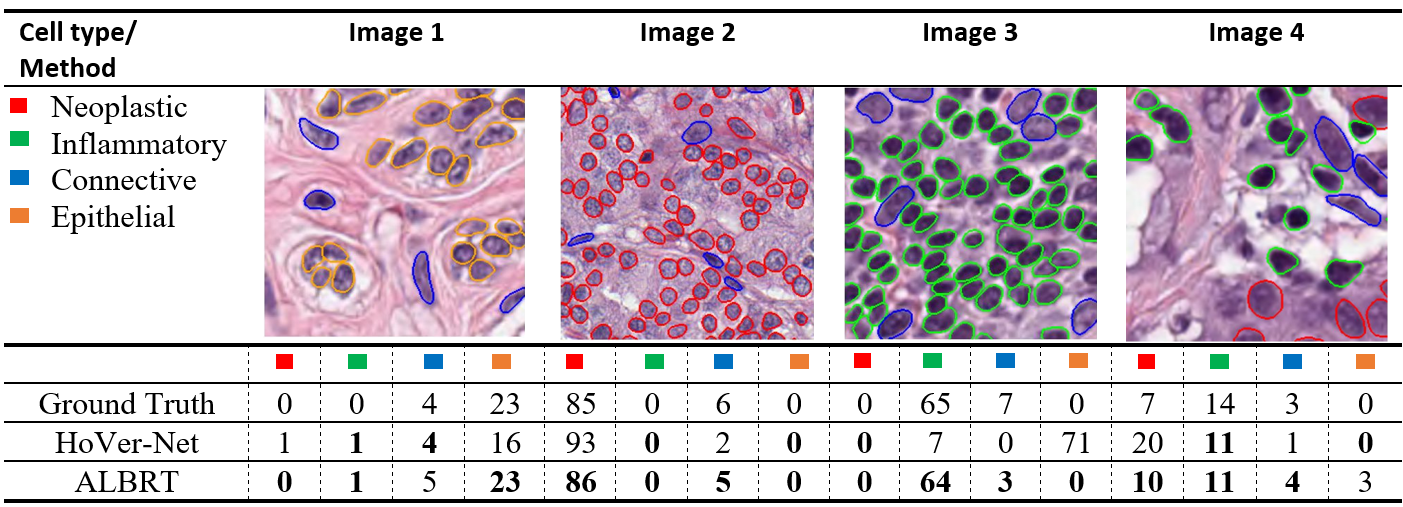 Cell type/ Method Image 1 Image 2 Image 3 Image 4
Neoplastic
Inflammatory
Connective
Epithelial
Ground Truth 0 0 4 23 85 0 6 0 0 65 7 0 7 14 3 0
HoVer-Net 1 1 4 16 93 0 2 0 0 7 0 71 20 11 1 0
ALBRT 0 1 5 23 86 0 5 0 0 64 3 0 10 11 4 3